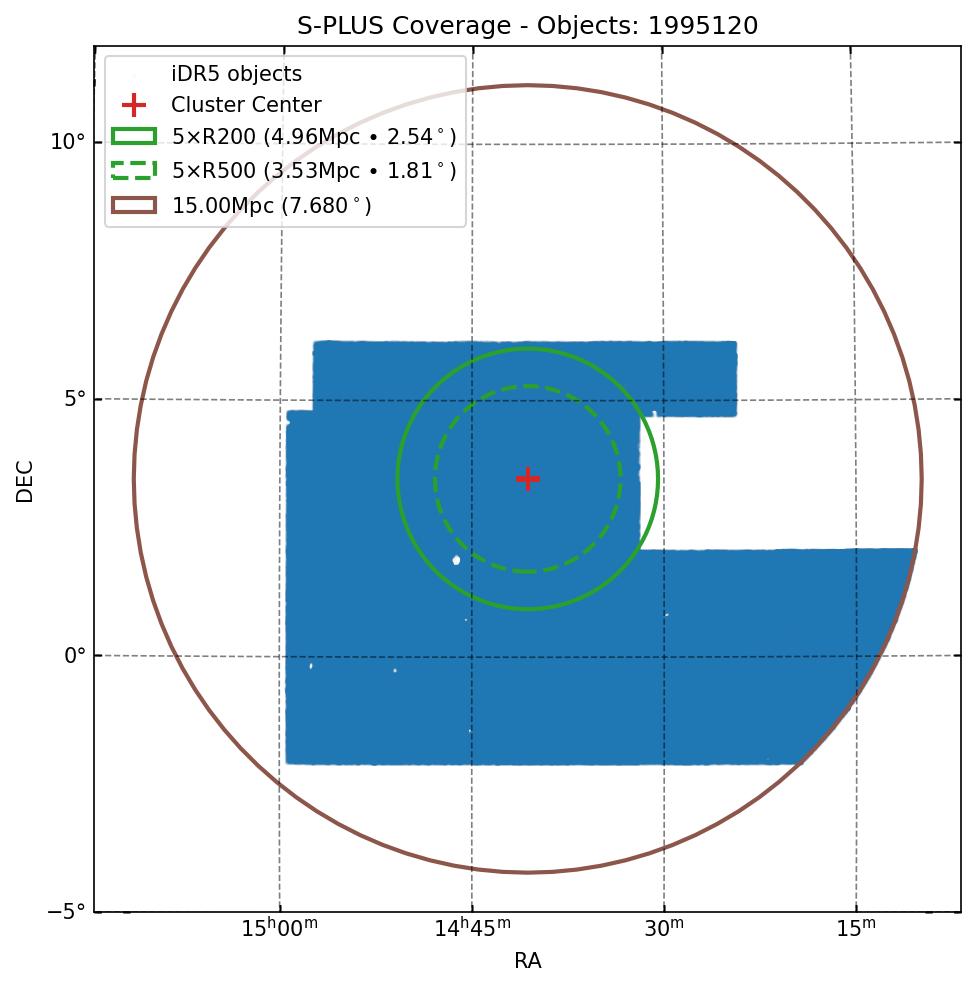 S-PLUS Coverage - Objects: 1995120
iDR5 objects
Cluster Center
5×R200 (4.96Mpc • 2.54°)
5×R500 (3.53Mpc • 1.81°)
15.00Mpc (7.680°)
10°
5°
0°
−5°
DEC
15ʰ00ᵐ
14ʰ45ᵐ
30ᵐ
15ᵐ
RA